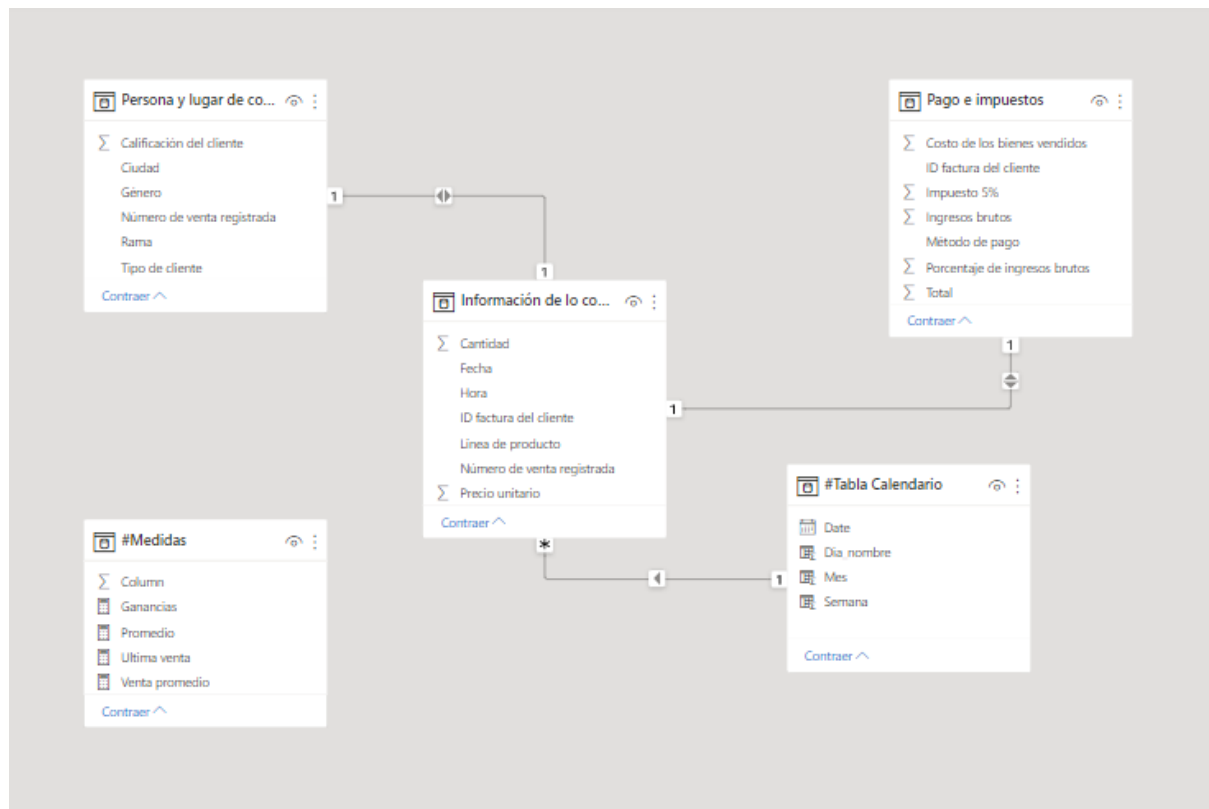 Persona y lugar de co...
Calificación del cliente
Ciudad
Género
Número de venta registrada
Rama
Tipo de cliente
Contraer
1
1
Información de lo co...
Cantidad
Fecha
Hora
ID factura del cliente
Línea de producto
Número de venta registrada
Precio unitario
Contraer
1
*
Pago e impuestos
Costo de los bienes vendidos
ID factura del cliente
Impuesto 5%
Ingresos brutos
Método de pago
Porcentaje de ingresos brutos
Total
Contraer
1
#Tabla Calendario
Date
Dia_nombre
Mes
Semana
Contraer
1
#Medidas
Column
Ganancias
Promedio
Ultima venta
Venta promedio
Contraer